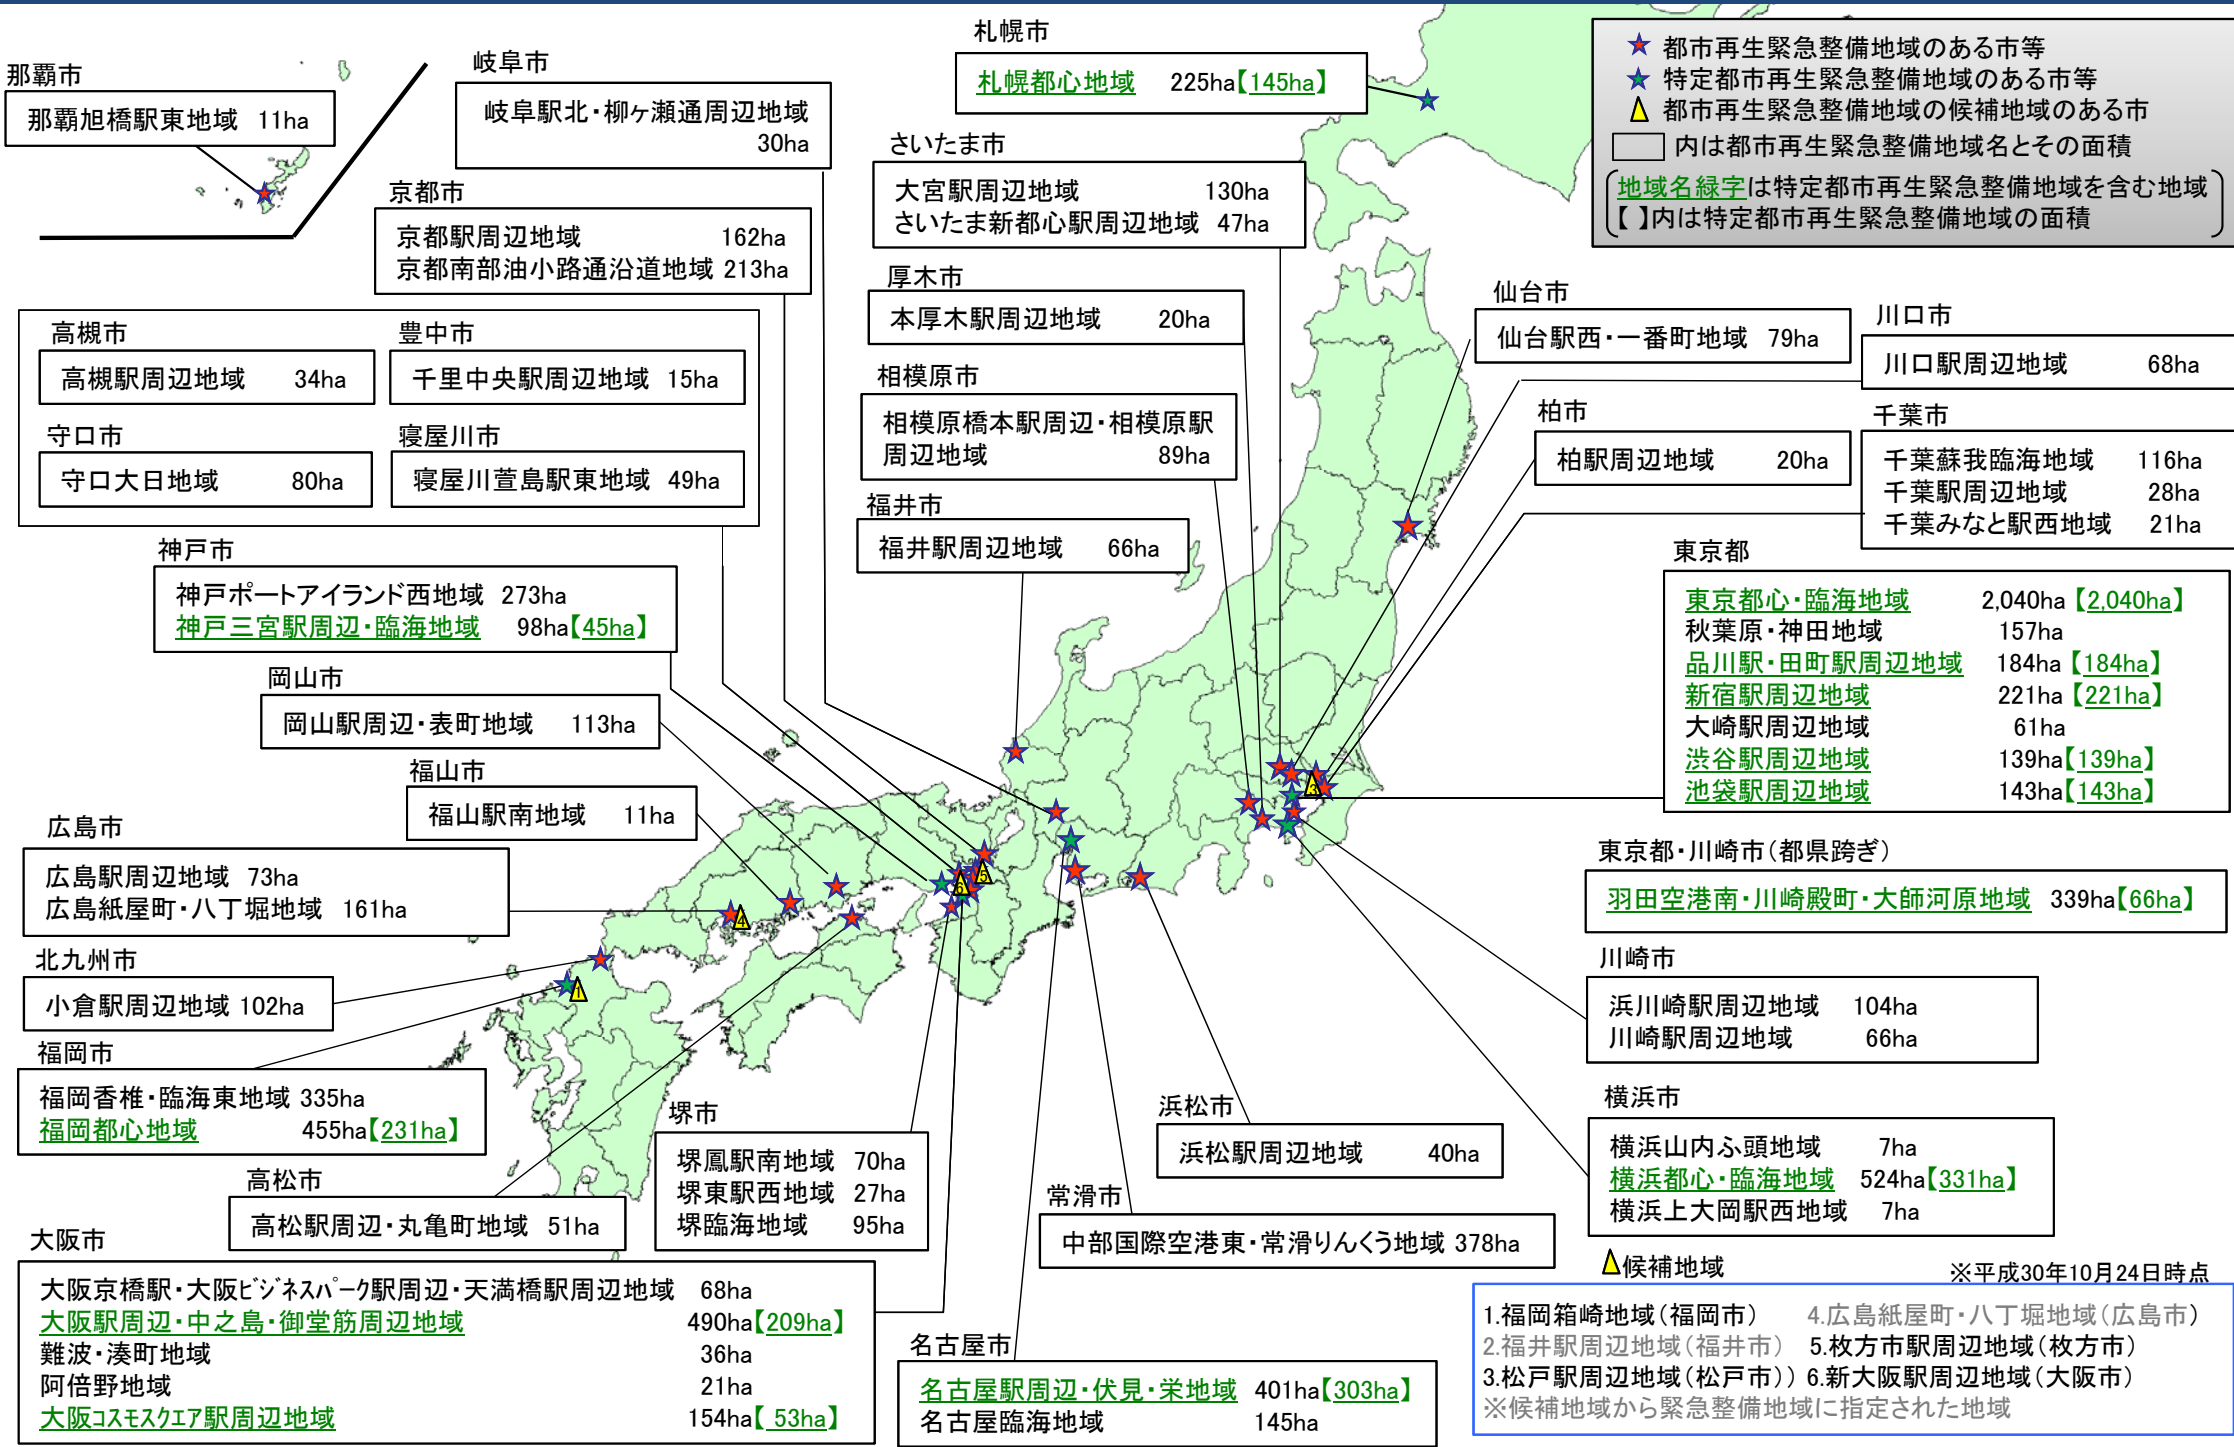 那覇市
那覇旭橋駅東地域 11ha
岐阜市
岐阜駅北・柳ヶ瀬通周辺地域
30ha
京都市
京都駅周辺地域 162ha
京都南部油小路通沿道地域 213ha
札幌市
札幌都心地域 225ha【145ha】
さいたま市
大宮駅周辺地域 130ha
さいたま新都心駅周辺地域 47ha
厚木市
本厚木駅周辺地域 20ha
相模原市
相模原橋本駅周辺・相模原駅
周辺地域 89ha
福井市
福井駅周辺地域 66ha
都市再生緊急整備地域のある市等
特定都市再生緊急整備地域のある市等
都市再生緊急整備地域の候補地域のある市
内は都市再生緊急整備地域名とその面積
地域名緑字は特定都市再生緊急整備地域を含む地域
【 】内は特定都市再生緊急整備地域の面積
仙台市
仙台駅西・一番町地域 79ha
川口市
川口駅周辺地域 68ha
柏市
柏駅周辺地域 20ha
千葉市
千葉蘇我臨海地域 116ha
千葉駅周辺地域 28ha
千葉みなと駅西地域 21ha
高槻市
高槻駅周辺地域 34ha
豊中市
千里中央駅周辺地域 15ha
守口市
守口大日地域 80ha
寝屋川市
寝屋川萱島駅東地域 49ha
神戸市
神戸ポートアイランド西地域 273ha
神戸三宮駅周辺・臨海地域 98ha【45ha】
岡山市
岡山駅周辺・表町地域 113ha
福山市
福山駅南地域 11ha
広島市
広島駅周辺地域 73ha
広島紙屋町・八丁堀地域 161ha
北九州市
小倉駅周辺地域 102ha
福岡市
福岡香椎・臨海東地域 335ha
福岡都心地域 455ha【231ha】
高松市
高松駅周辺・丸亀町地域 51ha
東京都
東京都心・臨海地域 2,040ha【2,040ha】
秋葉原・神田地域 157ha
品川駅・田町駅周辺地域 184ha【184ha】
新宿駅周辺地域 221ha【221ha】
大崎駅周辺地域 61ha
渋谷駅周辺地域 139ha【139ha】
池袋駅周辺地域 143ha【143ha】
東京都・川崎市(都県跨ぎ)
羽田空港南・川崎殿町・大師河原地域 339ha【66ha】
川崎市
浜川崎駅周辺地域 104ha
川崎駅周辺地域 66ha
横浜市
横浜山内ふ頭地域 7ha
横浜都心・臨海地域 524ha【331ha】
横浜上大岡駅西地域 7ha
堺市
堺鳳駅南地域 70ha
堺東駅西地域 27ha
堺臨海地域 95ha
浜松市
浜松駅周辺地域 40ha
常滑市
中部国際空港東・常滑りんくう地域 378ha
大阪市
大阪京橋駅・大阪ビジネスパーク駅周辺・天満橋駅周辺地域 68ha
大阪駅周辺・中之島・御堂筋周辺地域 490ha【209ha】
難波・湊町地域 36ha
阿倍野地域 21ha
大阪コスモスクエア駅周辺地域 154ha【 53ha】
名古屋市
名古屋駅周辺・伏見・栄地域 401ha【303ha】
名古屋臨海地域 145ha
3
5
6
4
1
候補地域
※平成30年10月24日時点
1.福岡箱崎地域(福岡市) 4.広島紙屋町・八丁堀地域(広島市)
2.福井駅周辺地域(福井市) 5.枚方市駅周辺地域(枚方市)
3.松戸駅周辺地域(松戸市)) 6.新大阪駅周辺地域(大阪市)
※候補地域から緊急整備地域に指定された地域